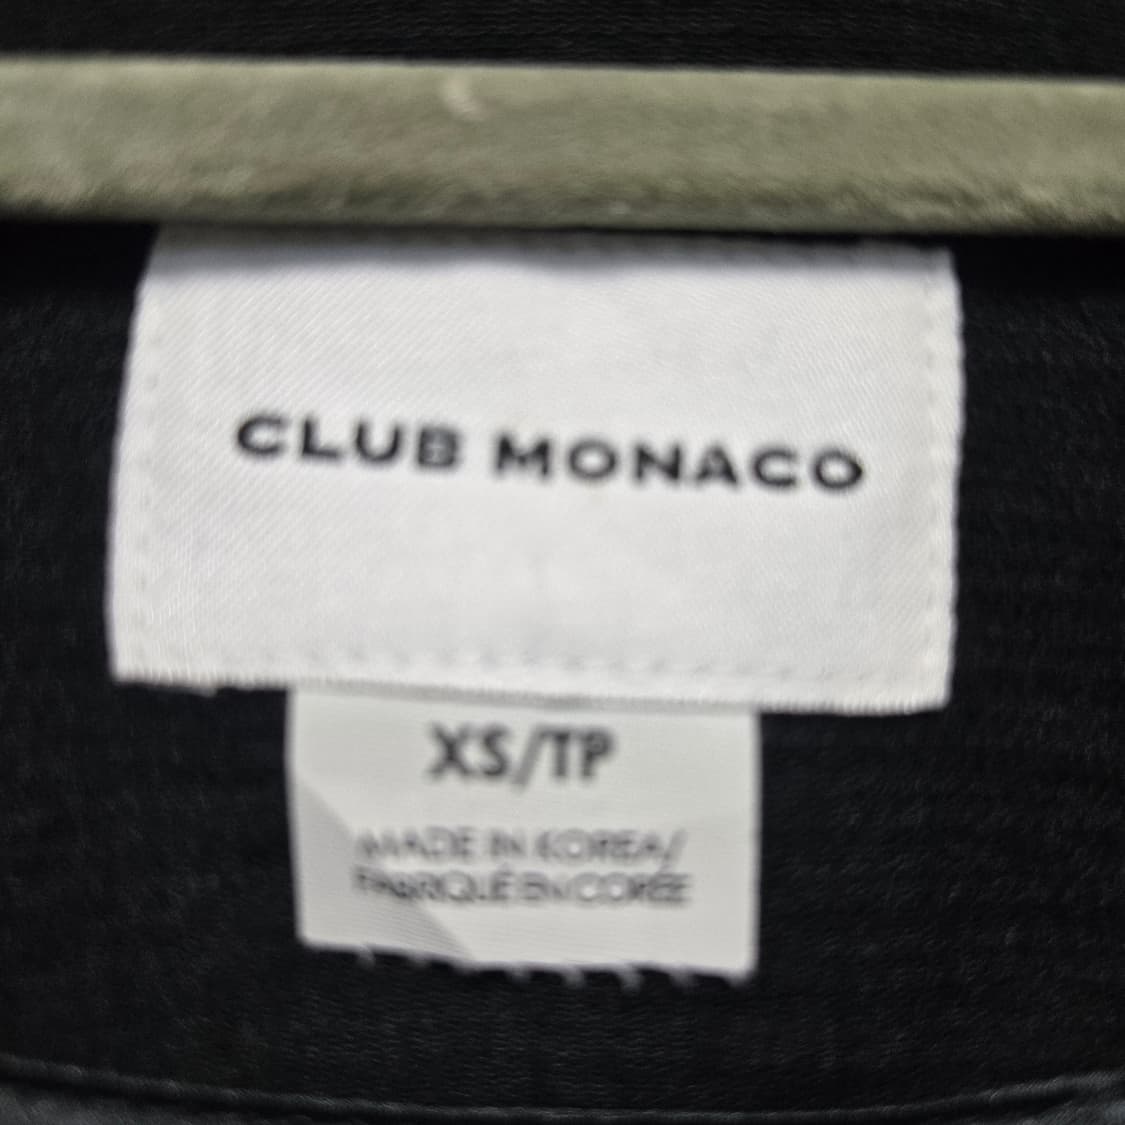 CLUB MONACO
XS/TP
MADE IN KOREA/
FABRIQUÉ EN CORÉE